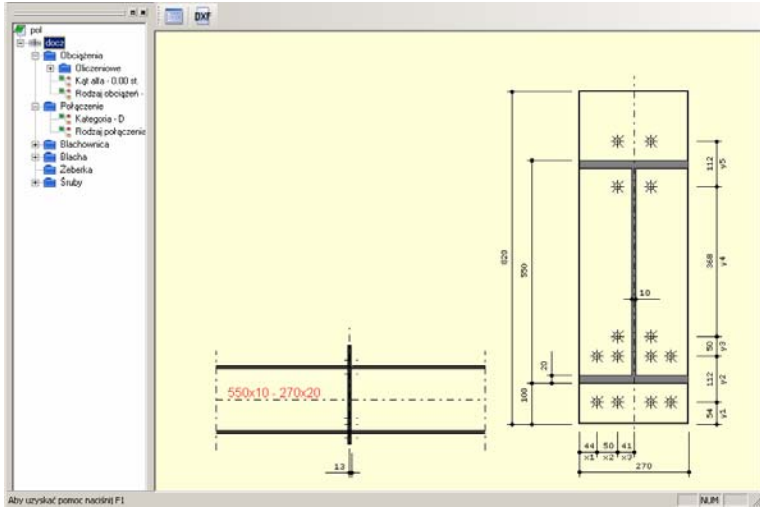 DXF
pol
docz
Obciążenia
Obliczeniowe
Kąt alfa - 0.00 st.
Rodzaj obciążeń -
Połączenie
Kategoria - D
Rodzaj połączenia
Blachownica
Blacha
Żeberka
Śruby
550x10 - 270x20
13
820
550
20
100
10
112
y5
368
y4
50
y3
112
y2
54
y1
44 50 41
x1 x2 x3
270
Aby uzyskać pomoc naciśnij F1
NUM